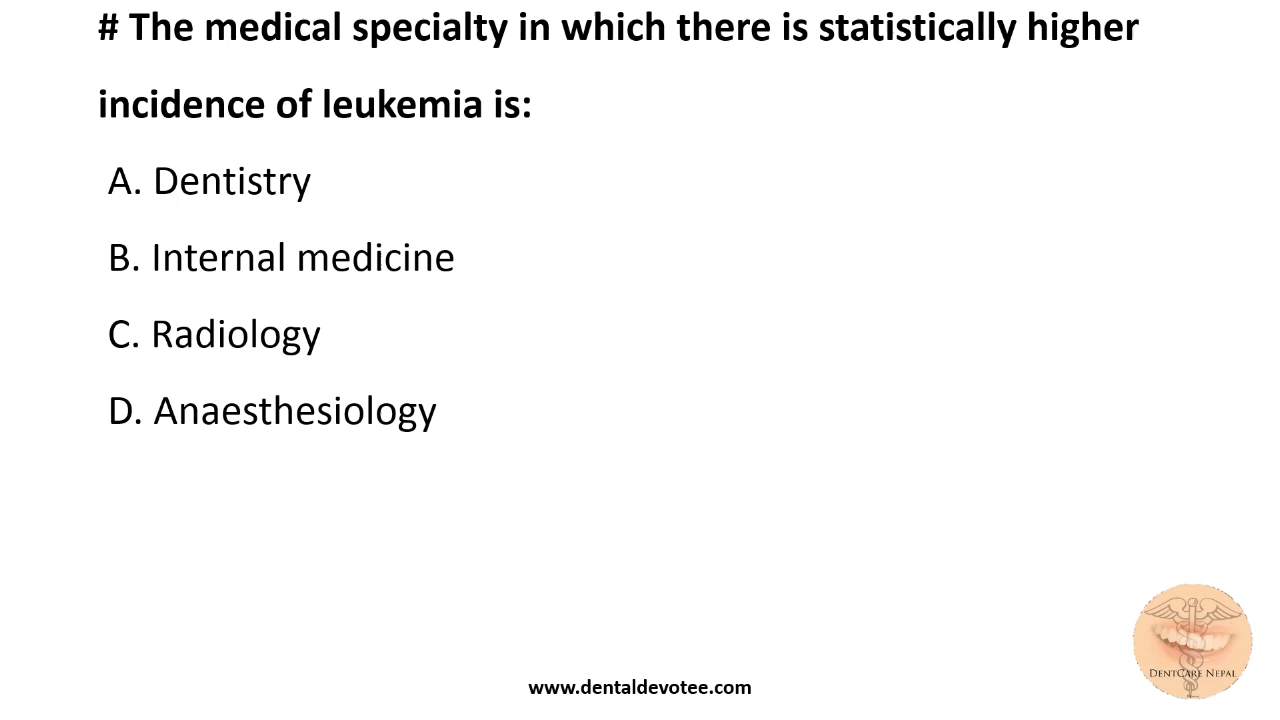 # The medical specialty in which there is statistically higher
incidence of leukemia is:
A. Dentistry
B. Internal medicine
C. Radiology
D. Anaesthesiology
DentCare Nepal
www.dentaldevotee.com